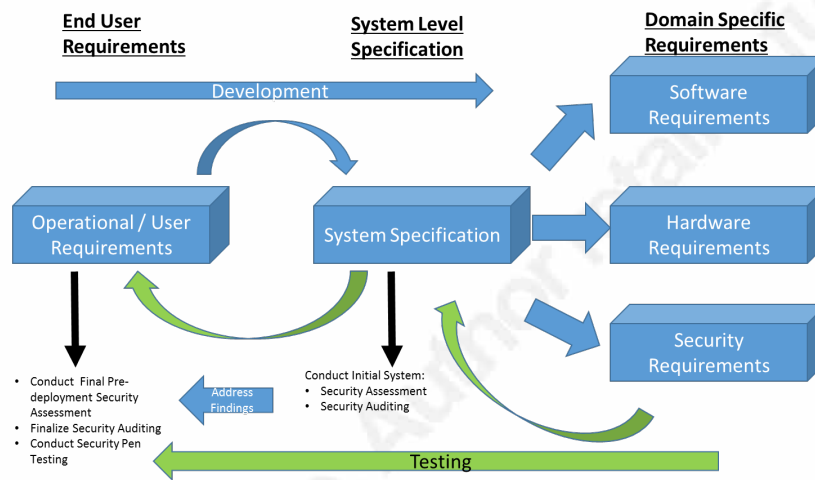 End User
Requirements
System Level
Specification
Domain Specific
Requirements
Development
Software
Requirements
Operational / User
Requirements
System Specification
Hardware
Requirements
Security
Requirements
• Conduct Final Pre-
deployment Security
Assessment
• Finalize Security Auditing
• Conduct Security Pen
Testing
Address
Findings
Conduct Initial System:
• Security Assessment
• Security Auditing
Testing